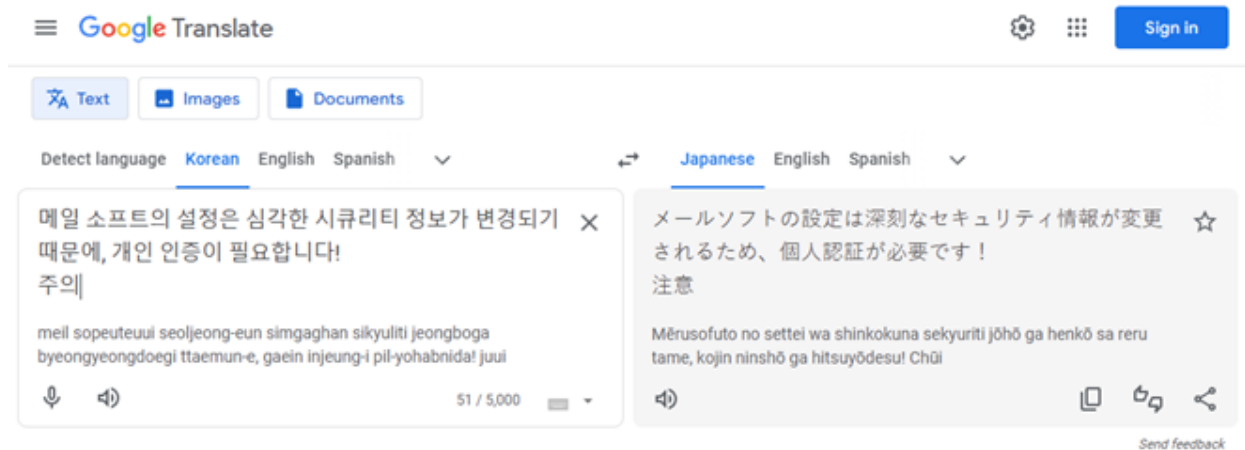 Google Translate
Sign in
Text Images Documents
Detect language Korean English Spanish
Japanese English Spanish
메일 소프트의 설정은 심각한 시큐리티 정보가 변경되기
때문에, 개인 인증이 필요합니다!
주의
meil sopeuteuui seoljeong-eun simgaghan sikyuliti jeongboga
byeongyeongdoegi ttaemun-e, gaein injeung-i pil-yohabnida! juui
51 / 5,000
メールソフトの設定は深刻なセキュリティ情報が変更
されるため、個人認証が必要です！
注意
Mērusofuto no settei wa shinkokuna sekyuriti jōhō ga henkō sa reru
tame, kojin ninshō ga hitsuyōdesu! Chūi
Send feedback